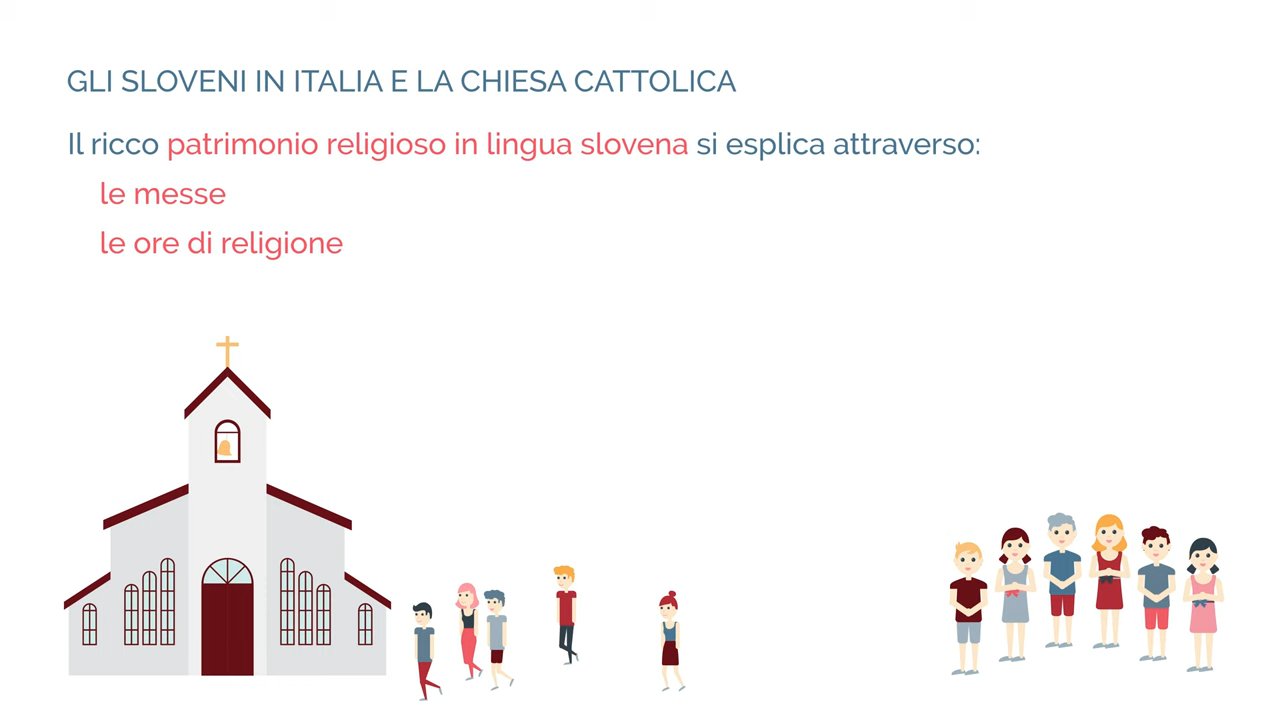 GLI SLOVENI IN ITALIA E LA CHIESA CATTOLICA
Il ricco patrimonio religioso in lingua slovena si esplica attraverso:
le messe
le ore di religione